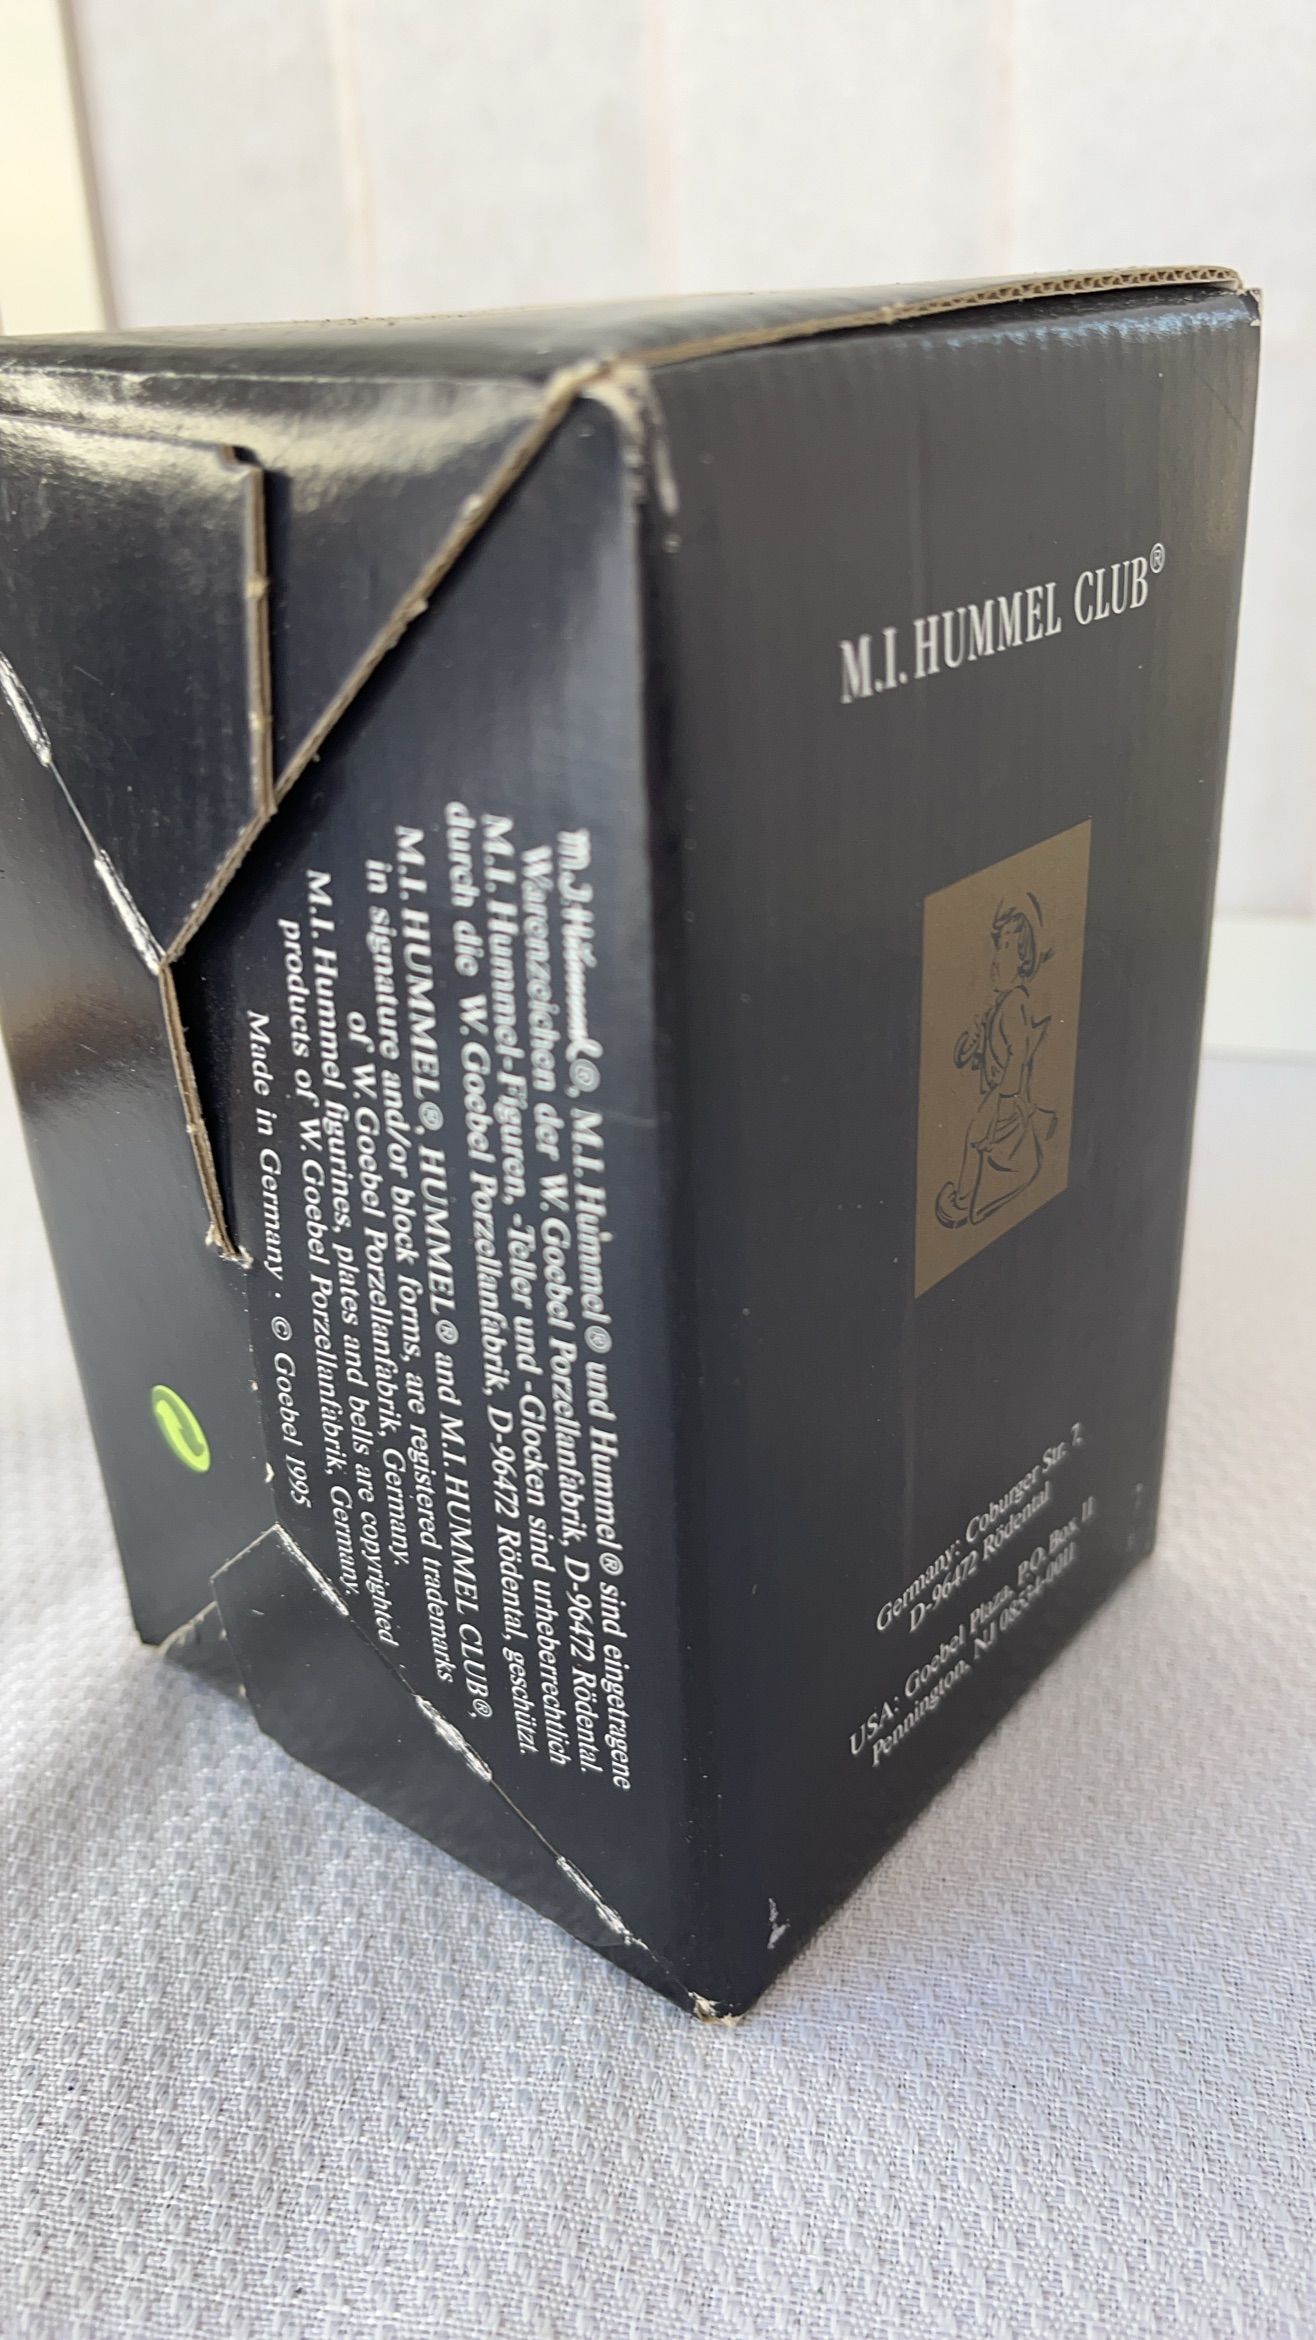 M.I. HUMMEL CLUB®
Germany: Coburger Str. 7,
D-96472 Rödental
USA: Goebel Plaza, P.O. Box 11
Pennington, NJ 08534-0011
M.J. Hummel®, M.I. Hummel® und Hummel® sind eingetragene
Warenzeichen der W. Goebel Porzellanfabrik, D-96472 Rödental.
M.I. Hummel-Figuren, -Teller und -Glocken sind urheberrechtlich
durch die W. Goebel Porzellanfabrik, D-96472 Rödental, geschützt.
M.I. HUMMEL®, HUMMEL® and M.I. HUMMEL CLUB®,
in signature and/or block forms, are registered trademarks
of W. Goebel Porzellanfabrik, Germany.
M.I. Hummel figurines, plates and bells are copyrighted
products of W. Goebel Porzellanfabrik, Germany.
Made in Germany · © Goebel 1995